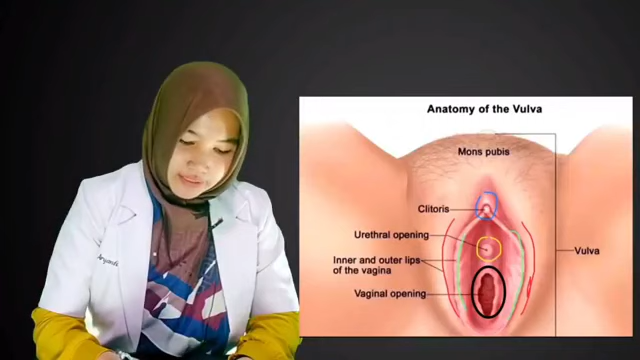 Anatomy of the Vulva
Mons pubis
Clitoris
Urethral opening
Inner and outer lips
of the vagina
Vaginal opening
Vulva